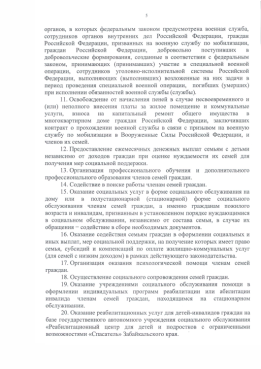 3
органов, в которых федеральным законом предусмотрена военная служба,
сотрудников органов внутренних дел Российской Федерации, граждан
Российской Федерации, призванных на военную службу по мобилизации,
граждан Российской Федерации, добровольно поступивших в
добровольческие формирования, созданные в соответствии с федеральным
законом, принимавших (принимающих) участие в специальной военной
операции, сотрудников уголовно-исполнительной системы Российской
Федерации, выполнявших (выполняющих) возложенные на них задачи в
период проведения специальной военной операции, погибших (умерших)
при исполнении обязанностей военной службы (службы).
11. Освобождение от начисления пеней в случае несвоевременного и
(или) неполного внесения платы за жилое помещение и коммунальные
услуги, взноса на капитальный ремонт общего имущества в
многоквартирном доме граждан Российской Федерации, заключивших
контракт о прохождении военной службы в связи с призывом на военную
службу по мобилизации в Вооруженные Силы Российской Федерации, и
членов их семей.
12. Предоставление ежемесячных денежных выплат семьям с детьми
независимо от доходов граждан при оценке нуждаемости их семей для
получения мер социальной поддержки.
13. Организация профессионального обучения и дополнительного
профессионального образования членов семей граждан.
14. Содействие в поиске работы членам семей граждан.
15. Оказание социальных услуг в форме социального обслуживания на
дому или в полустационарной (стационарной) форме социального
обслуживания членам семей граждан, а именно гражданам пожилого
возраста и инвалидам, признанным в установленном порядке нуждающимися
в социальном обслуживании, независимо от состава семьи, в случае их
обращения – содействие в сборе необходимых документов.
16. Оказание содействия семьям граждан в оформлении социальных и
иных выплат, мер социальной поддержки, на получение которых имеет право
семья, субсидий и компенсаций по оплате жилищно-коммунальных услуг
(для семей с низким доходом) в рамках действующего законодательства.
17. Организация оказания психологической помощи членам семей
граждан.
18. Осуществление социального сопровождения семей граждан.
19. Оказание учреждениями социального обслуживания помощи в
оформлении индивидуальных программ реабилитации или абилитации
инвалида членам семей граждан, находящимся на стационарном
обслуживании.
20. Оказание реабилитационных услуг для детей-инвалидов граждан на
базе государственного автономного учреждения социального обслуживания
«Реабилитационный центр для детей и подростков с ограниченными
возможностями «Спасатель» Забайкальского края.